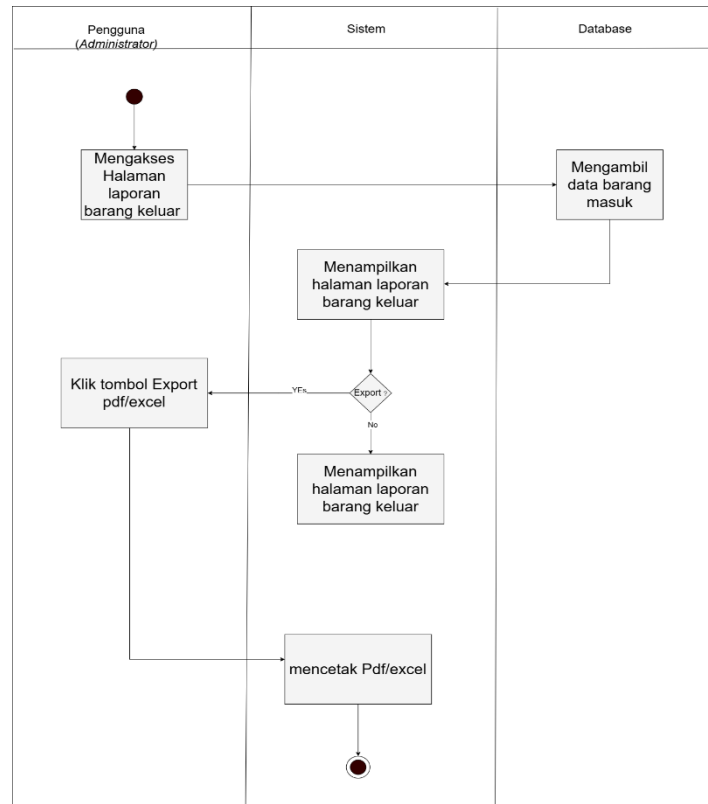 Pengguna
(Administrator)
Sistem
Database
Mengakses
Halaman
laporan
barang keluar
Mengambil
data barang
masuk
Menampilkan
halaman laporan
barang keluar
Klik tombol Export
pdf/excel
YFs
Export ?
No
Menampilkan
halaman laporan
barang keluar
mencetak Pdf/excel